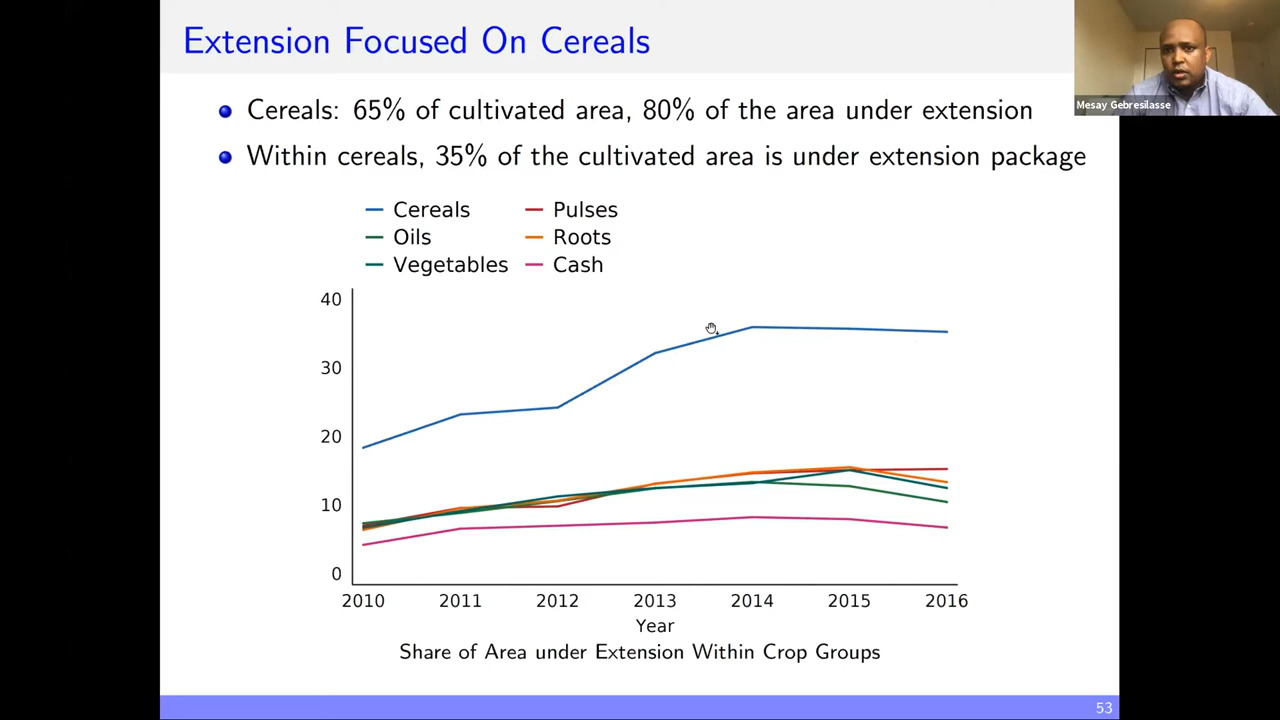 Extension Focused On Cereals
Mesay Gebresilasse
Cereals: 65% of cultivated area, 80% of the area under extension
Within cereals, 35% of the cultivated area is under extension package
Cereals Pulses
Oils Roots
Vegetables Cash
40
30
20
10
0
2010 2011 2012 2013 2014 2015 2016
Year
Share of Area under Extension Within Crop Groups
53